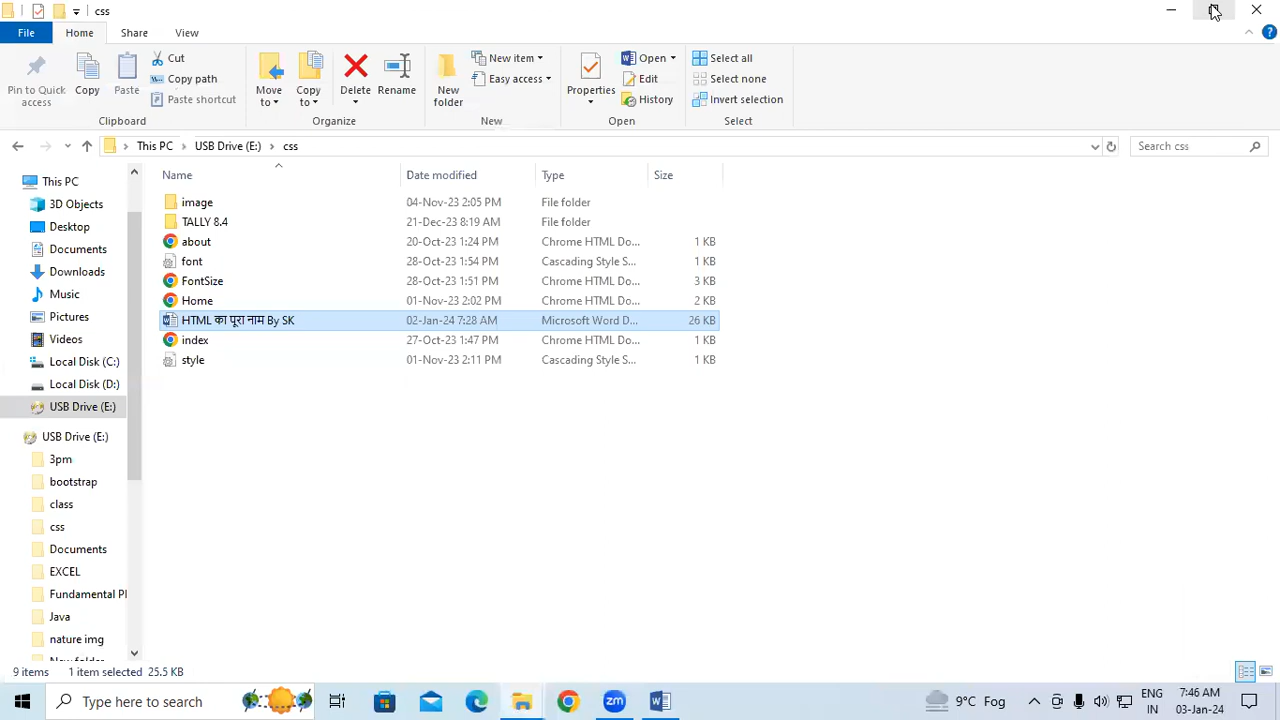 css
File Home Share View
Pin to Quick access
Copy
Paste
Cut
Copy path
Paste shortcut
Clipboard
Move to
Copy to
Delete
Rename
Organize
New folder
New item
Easy access
New
Properties
Open
Edit
History
Open
Select all
Select none
Invert selection
Select
This PC USB Drive (E:) css
Search css
Name Date modified Type Size
image 04-Nov-23 2:05 PM File folder
TALLY 8.4 21-Dec-23 8:19 AM File folder
about 20-Oct-23 1:24 PM Chrome HTML Do... 1 KB
font 28-Oct-23 1:54 PM Cascading Style S... 1 KB
FontSize 28-Oct-23 1:51 PM Chrome HTML Do... 3 KB
Home 01-Nov-23 2:02 PM Chrome HTML Do... 2 KB
HTML का पूरा नाम By SK 02-Jan-24 7:28 AM Microsoft Word D... 26 KB
index 27-Oct-23 1:47 PM Chrome HTML Do... 1 KB
style 01-Nov-23 2:11 PM Cascading Style S... 1 KB
This PC
3D Objects
Desktop
Documents
Downloads
Music
Pictures
Videos
Local Disk (C:)
Local Disk (D:)
USB Drive (E:)
USB Drive (E:)
3pm
bootstrap
class
css
Documents
EXCEL
Fundamental Pl
Java
nature img
9 items 1 item selected 25.5 KB
Type here to search
zm
9°C Fog
ENG
IN
7:46 AM
03-Jan-24